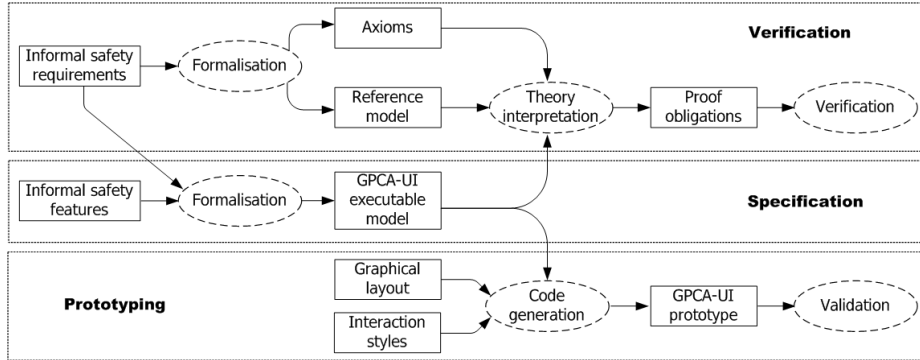 Axioms
Verification
Informal safety
requirements
Formalisation
Reference
model
Theory
interpretation
Proof
obligations
Verification
Informal safety
features
Formalisation
GPCA-UI
executable
model
Specification
Graphical
layout
Prototyping
Interaction
styles
Code
generation
GPCA-UI
prototype
Validation